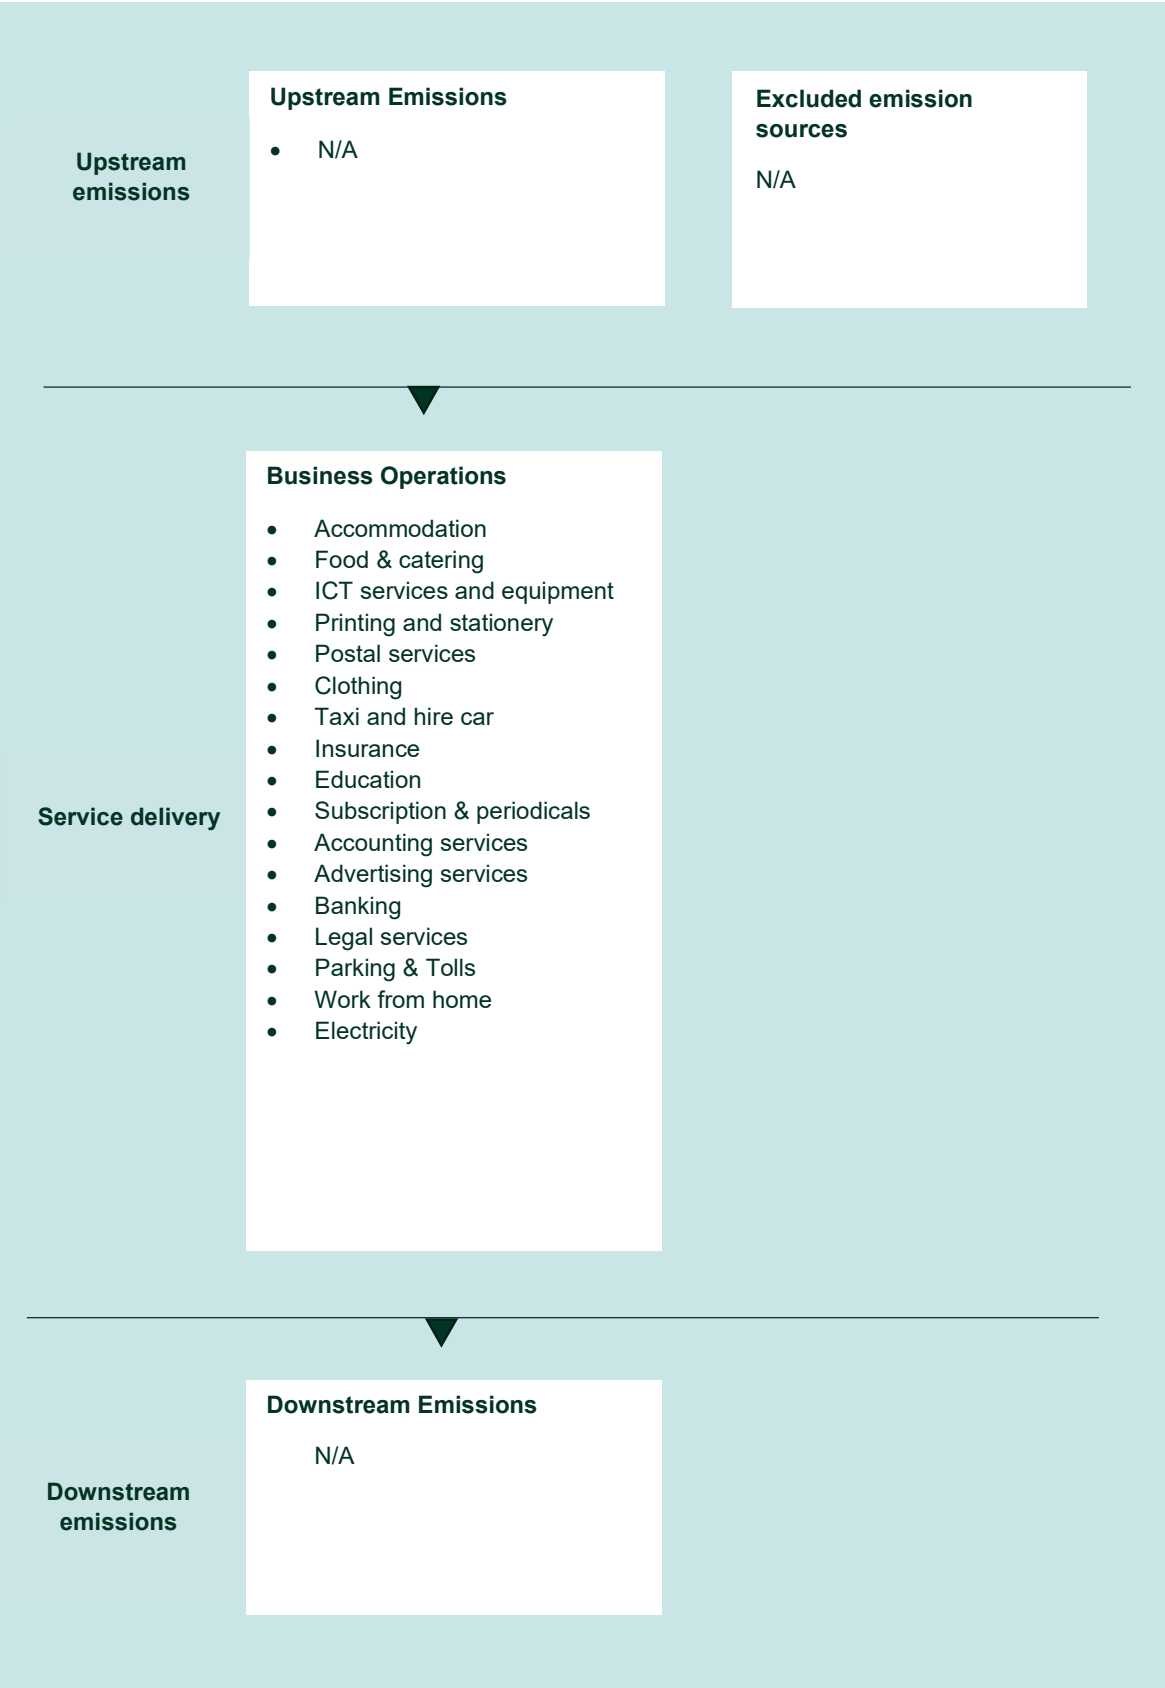 Upstream
emissions
Upstream Emissions
• N/A
Excluded emission
sources
N/A
Service delivery
Business Operations
• Accommodation
• Food & catering
• ICT services and equipment
• Printing and stationery
• Postal services
• Clothing
• Taxi and hire car
• Insurance
• Education
• Subscription & periodicals
• Accounting services
• Advertising services
• Banking
• Legal services
• Parking & Tolls
• Work from home
• Electricity
Downstream
emissions
Downstream Emissions
N/A